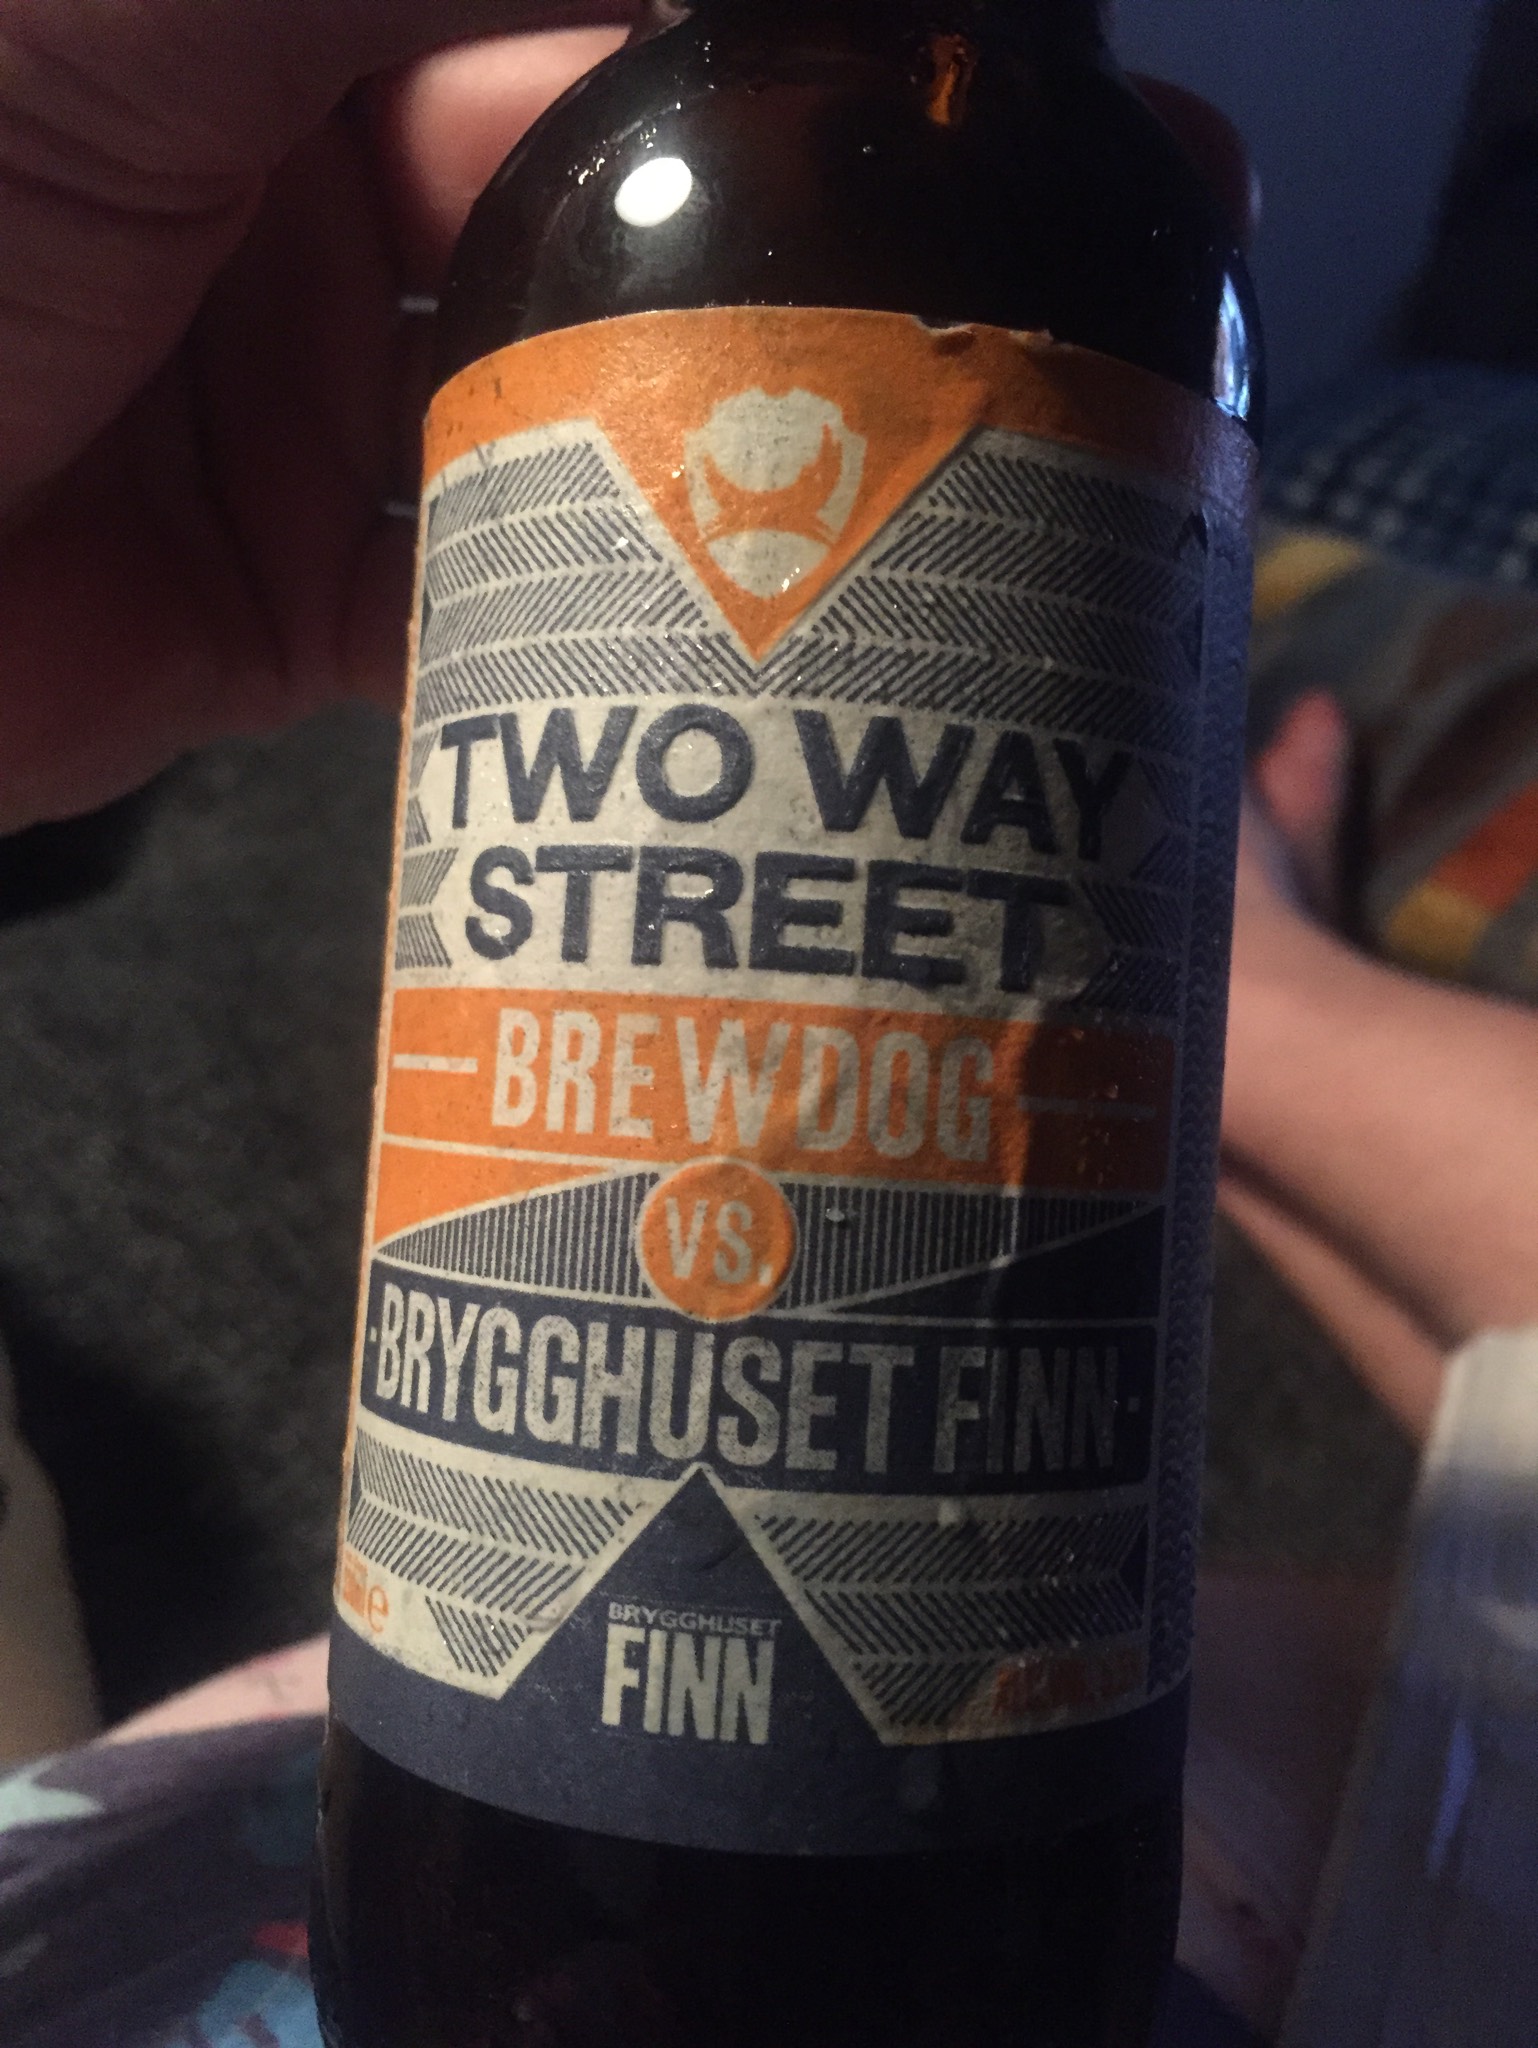 TWO WAY
STREET
BREWDOG
VS.
BRYGGHUSET FINN
e
BRYGGHUSET
FINN